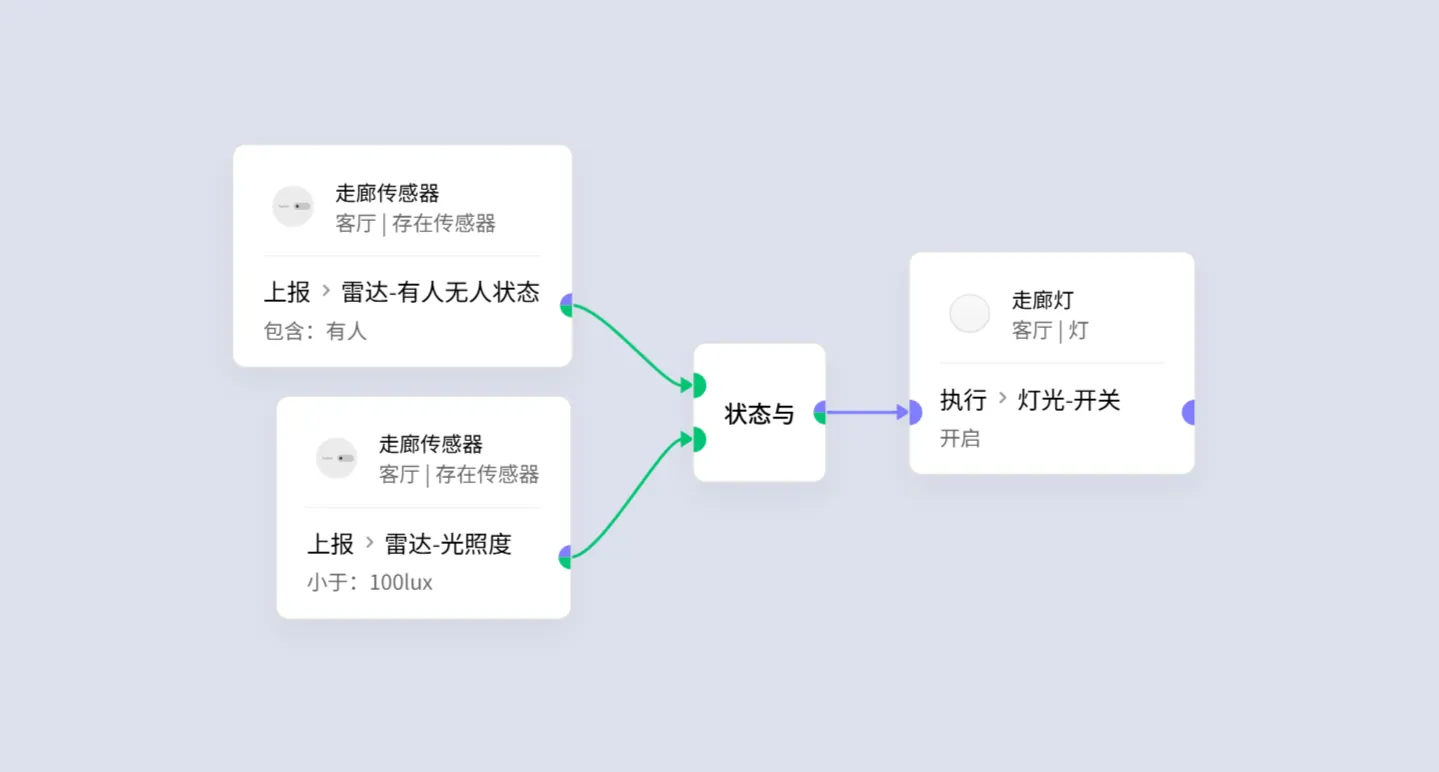 走廊传感器
客厅 | 存在传感器
上报 › 雷达-有人无人状态
包含：有人
走廊传感器
客厅 | 存在传感器
上报 › 雷达-光照度
小于：100lux
状态与
走廊灯
客厅 | 灯
执行 › 灯光-开关
开启